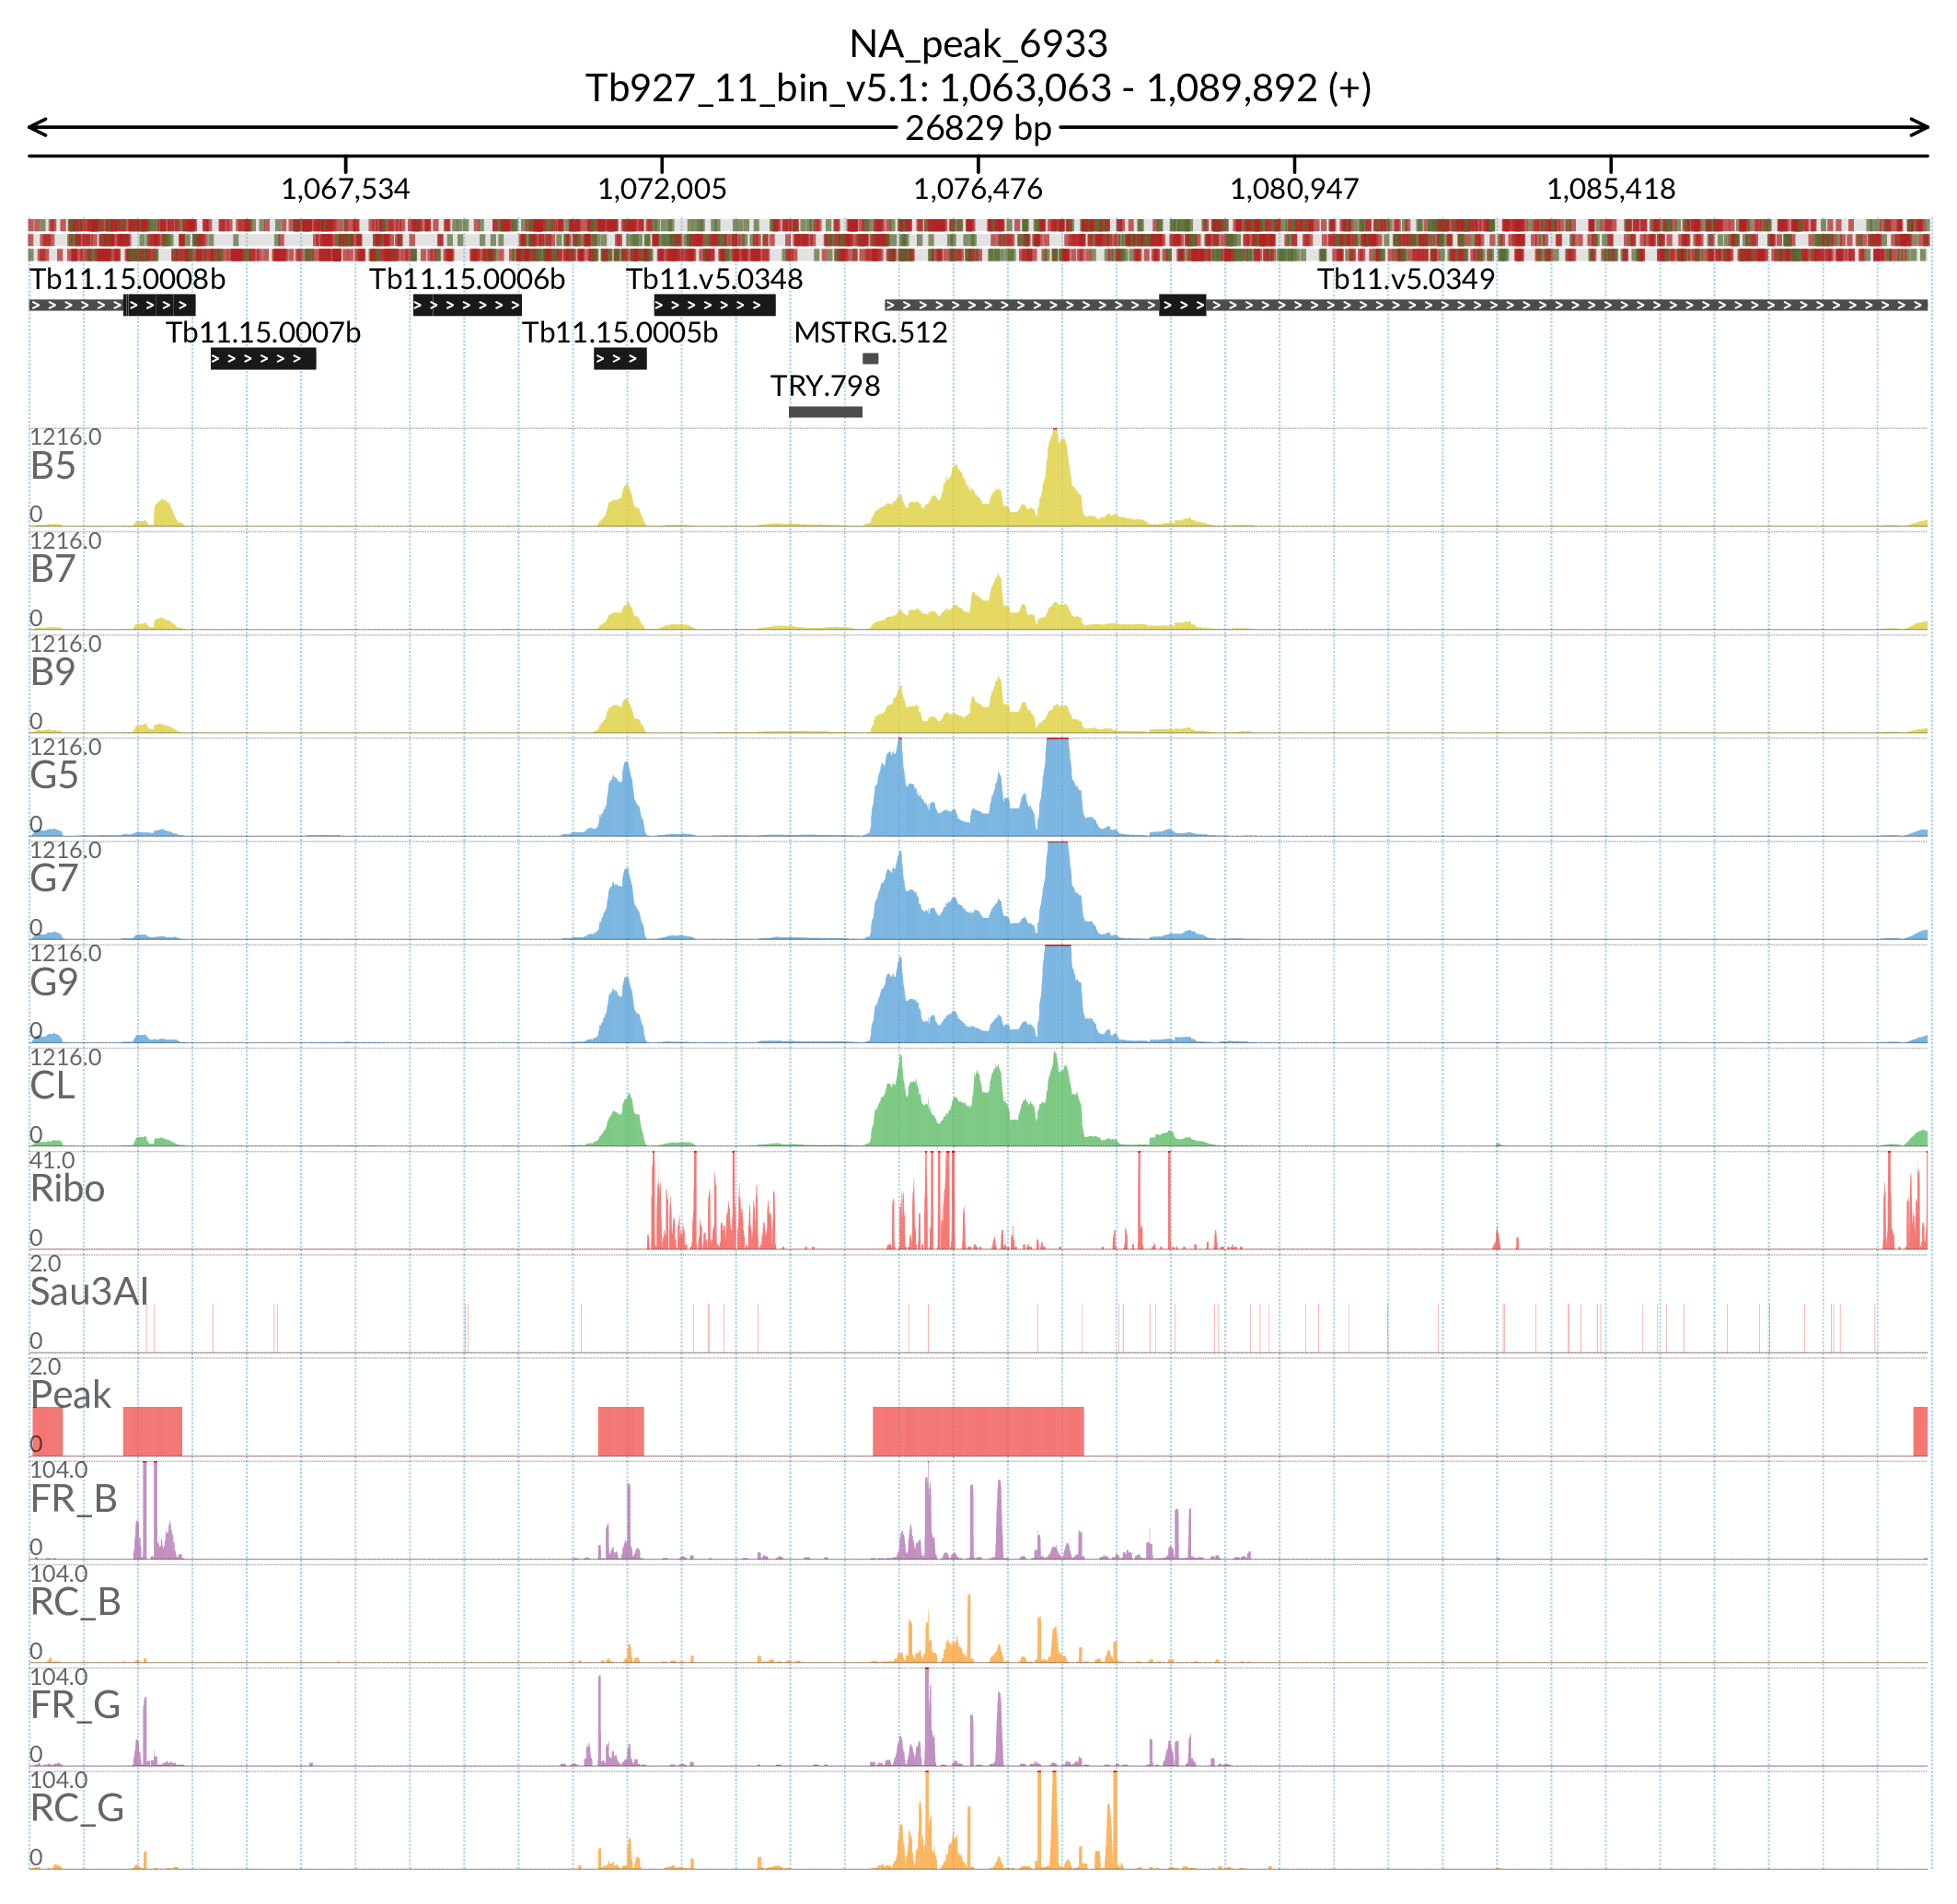 NA_peak_6933
Tb927_11_bin_v5.1: 1,063,063 - 1,089,892 (+)
26829 bp
1,067,534 1,072,005 1,076,476 1,080,947 1,085,418
Tb11.15.0008b Tb11.15.0006b Tb11.v5.0348 Tb11.v5.0349
Tb11.15.0007b Tb11.15.0005b MSTRG.512
TRY.798
1216.0
B5
0
1216.0
B7
0
1216.0
B9
0
1216.0
G5
0
1216.0
G7
0
1216.0
G9
0
1216.0
CL
0
41.0
Ribo
0
2.0
Sau3AI
0
2.0
Peak
0
104.0
FR_B
0
104.0
RC_B
0
104.0
FR_G
0
104.0
RC_G
0